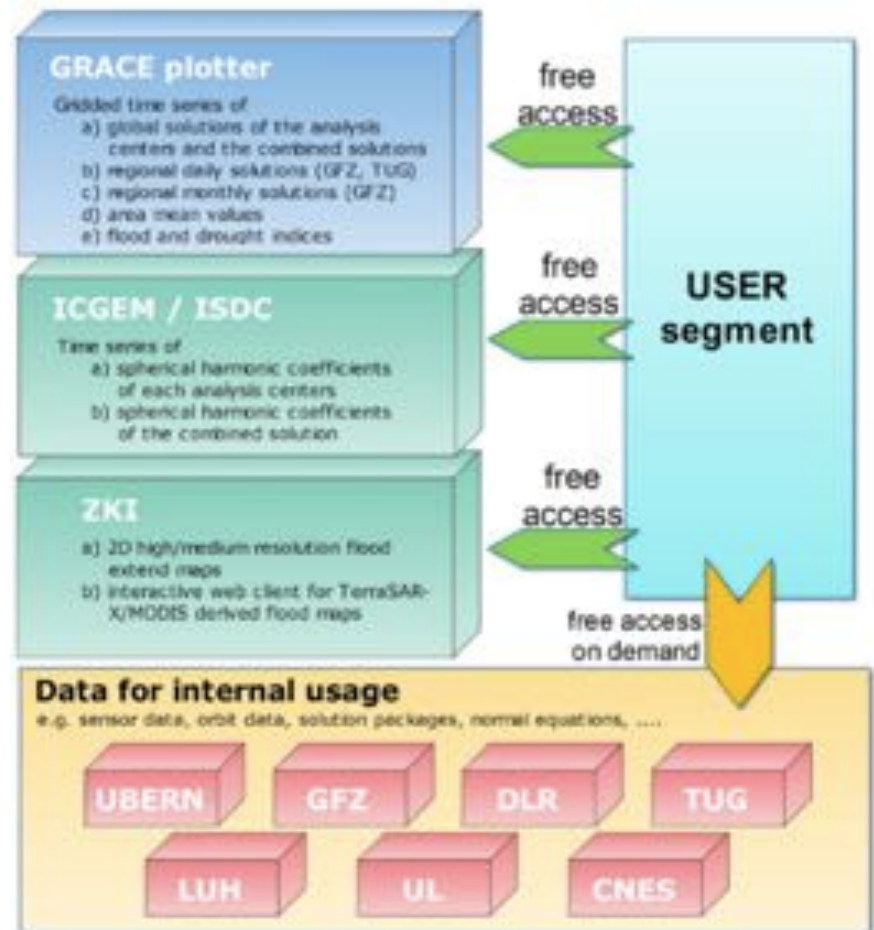 GRACE plotter
Gridded time series of
a) global solutions of the analysis
centers and the combined solutions
b) regional daily solutions (GFZ, TUG)
c) regional monthly solutions (GFZ)
d) area mean values
e) flood and drought indices
free
access
ICGEM / ISDC
Time series of
a) spherical harmonic coefficients
of each analysis centers
b) spherical harmonic coefficients
of the combined solution
free
access
USER
segment
ZKI
a) 2D high/medium resolution flood
extend maps
b) interactive web client for TerraSAR-
X/MODIS derived flood maps
free
access
free access
on demand
Data for internal usage
e.g. sensor data, orbit data, solution packages, normal equations, ....
UBERN
GFZ
DLR
TUG
LUH
UL
CNES